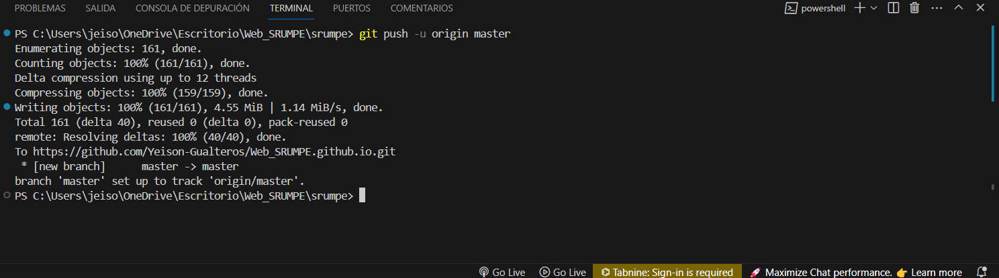 PROBLEMAS SALIDA CONSOLA DE DEPURACIÓN TERMINAL PUERTOS COMENTARIOS powershell
PS C:\Users\jeiso\OneDrive\Escritorio\Web_SRUMPE\srumpe> git push -u origin master
Enumerating objects: 161, done.
Counting objects: 100% (161/161), done.
Delta compression using up to 12 threads
Compressing objects: 100% (159/159), done.
Writing objects: 100% (161/161), 4.55 MiB | 1.14 MiB/s, done.
Total 161 (delta 40), reused 0 (delta 0), pack-reused 0
remote: Resolving deltas: 100% (40/40), done.
To https://github.com/Yeison-Gualteros/Web_SRUMPE.github.io.git
 * [new branch]      master -> master
branch 'master' set up to track 'origin/master'.
PS C:\Users\jeiso\OneDrive\Escritorio\Web_SRUMPE\srumpe>
Go Live Go Live Tabnine: Sign-in is required 🚀 Maximize Chat performance. 👉 Learn more